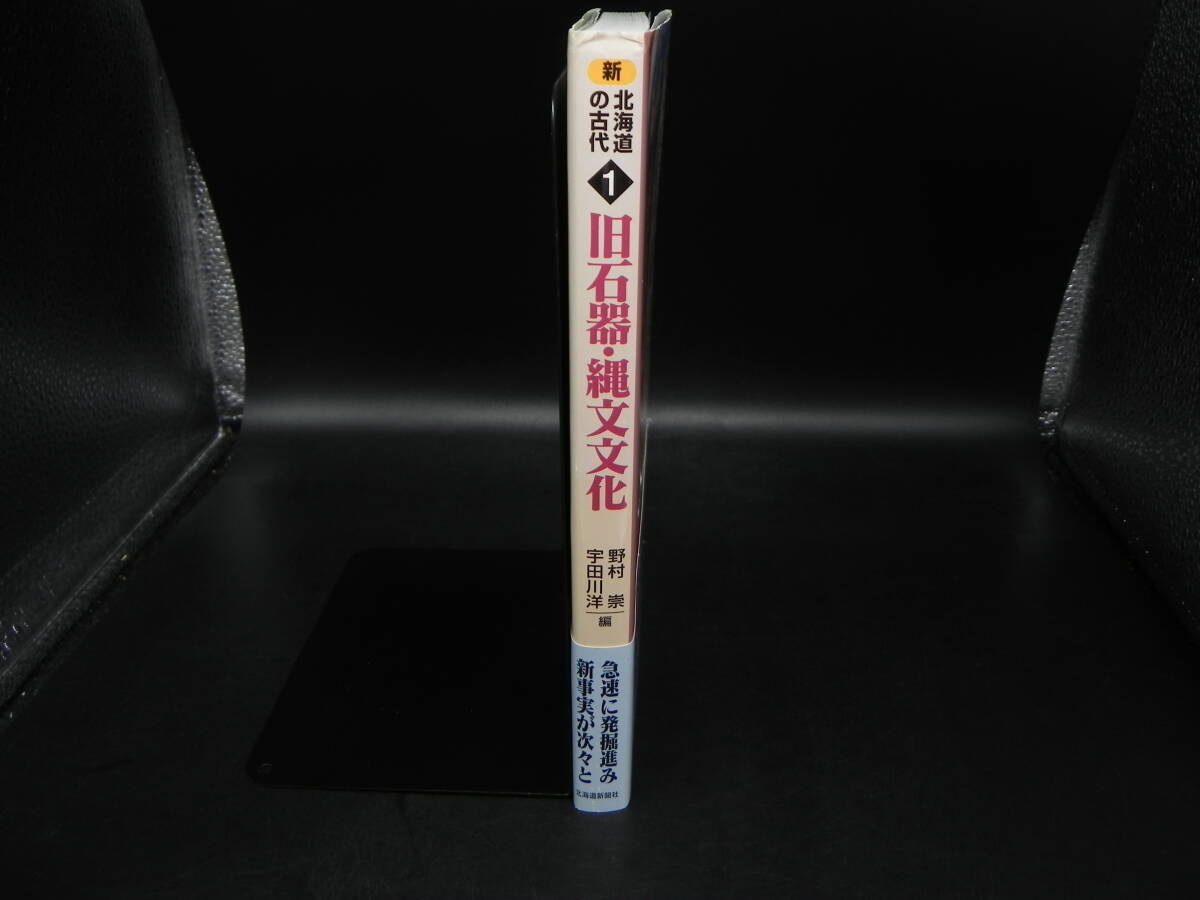 新
北海道
の古代
1
旧石器・縄文文化
野村 崇
宇田川洋
編
急速に発掘進み
新事実が次々と
北海道新聞社